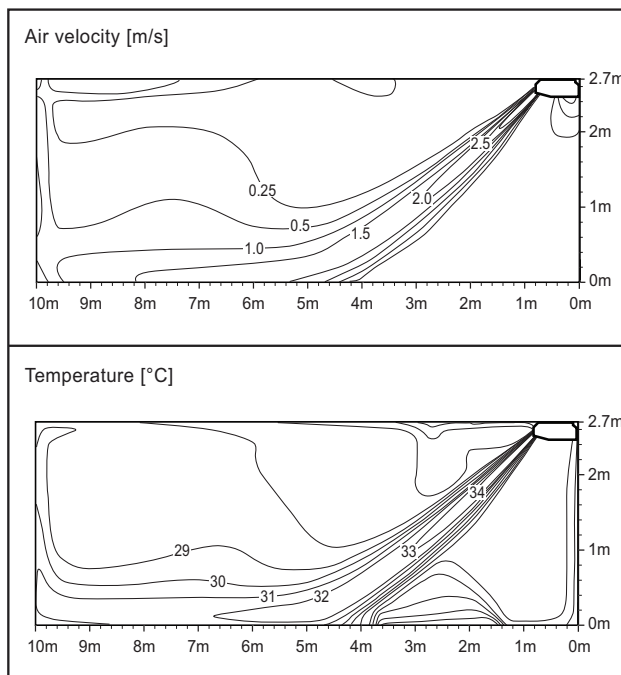 Air velocity [m/s]
2.7m
2m
2.5
0.25
2.0
1m
0.5
1.5
1.0
0m
10m 9m 8m 7m 6m 5m 4m 3m 2m 1m 0m
Temperature [°C]
2.7m
2m
34
29
33
1m
30
31
32
0m
10m 9m 8m 7m 6m 5m 4m 3m 2m 1m 0m